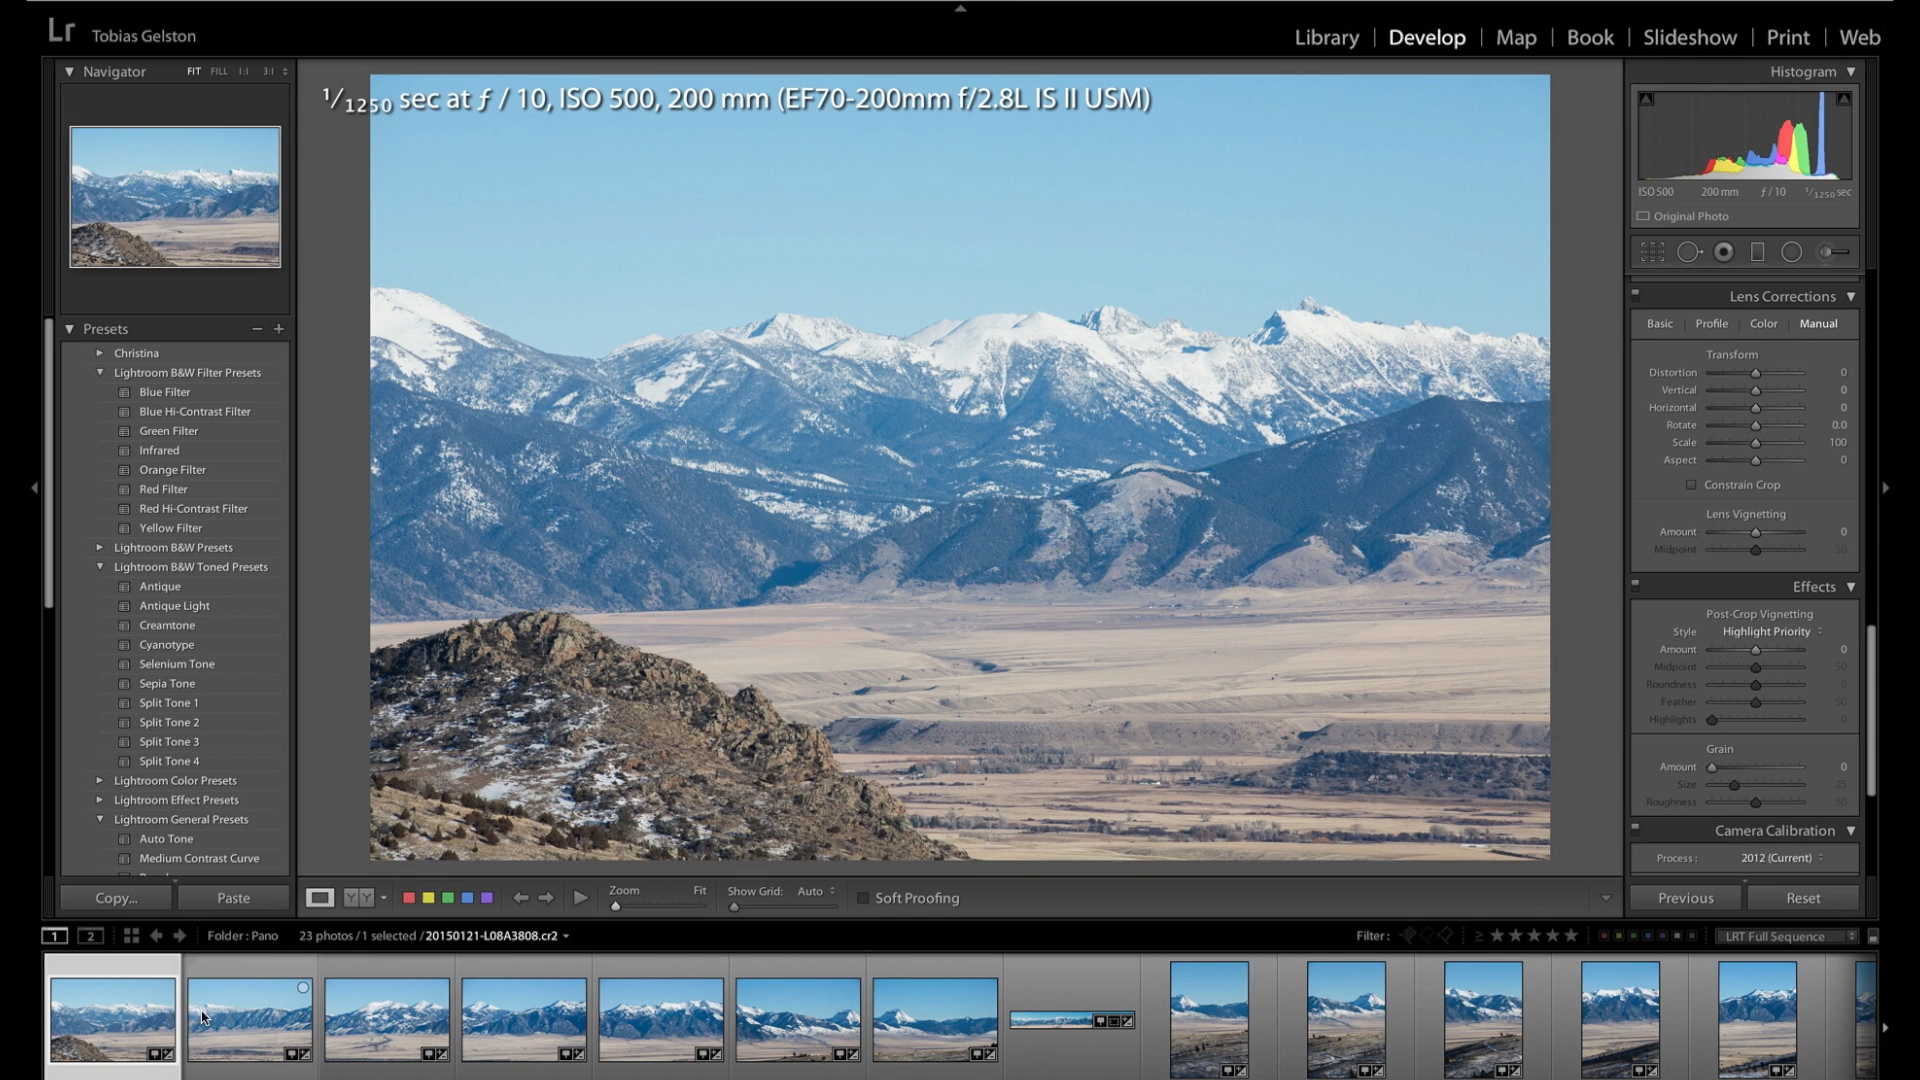 Lr Tobias Gelston
Library | Develop | Map | Book | Slideshow | Print | Web
Navigator FIT FILL 1:1 3:1
1/1250 sec at ƒ / 10, ISO 500, 200 mm (EF70-200mm f/2.8L IS II USM)
Presets − +
Christina
Lightroom B&W Filter Presets
Blue Filter
Blue Hi-Contrast Filter
Green Filter
Infrared
Orange Filter
Red Filter
Red Hi-Contrast Filter
Yellow Filter
Lightroom B&W Presets
Lightroom B&W Toned Presets
Antique
Antique Light
Creamtone
Cyanotype
Selenium Tone
Sepia Tone
Split Tone 1
Split Tone 2
Split Tone 3
Split Tone 4
Lightroom Color Presets
Lightroom Effect Presets
Lightroom General Presets
Auto Tone
Medium Contrast Curve
Copy... Paste
Histogram
ISO 500 200 mm ƒ / 10 1/1250 sec
Original Photo
Lens Corrections
Basic | Profile | Color | Manual
Transform
Distortion 0
Vertical 0
Horizontal 0
Rotate 0.0
Scale 100
Aspect 0
Constrain Crop
Lens Vignetting
Amount 0
Midpoint 50
Effects
Post-Crop Vignetting
Style Highlight Priority
Amount 0
Midpoint 50
Roundness 0
Feather 50
Highlights 0
Grain
Amount 0
Size 25
Roughness 50
Camera Calibration
Process : 2012 (Current)
Previous Reset
YY Zoom Fit Show Grid: Auto Soft Proofing
1 2 Folder : Pano 23 photos / 1 selected / 20150121-L08A3808.cr2 Filter : ≥ ★★★★★ LRT Full Sequence